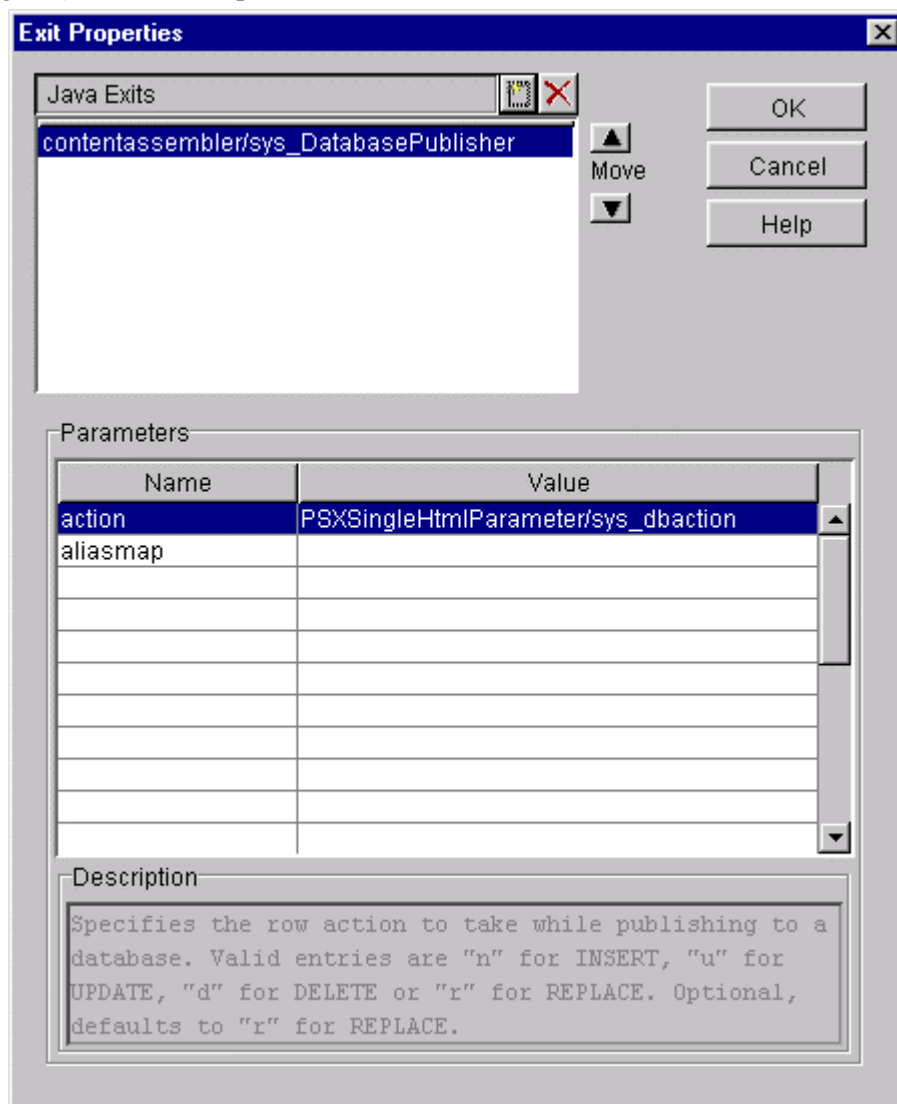 Exit Properties
Java Exits
OK
contentassembler/sys_DatabasePublisher
Move
Cancel
Help
Parameters
Name Value
action PSXSingleHtmlParameter/sys_dbaction
aliasmap
Description
Specifies the row action to take while publishing to a
database. Valid entries are "n" for INSERT, "u" for
UPDATE, "d" for DELETE or "r" for REPLACE. Optional,
defaults to "r" for REPLACE.